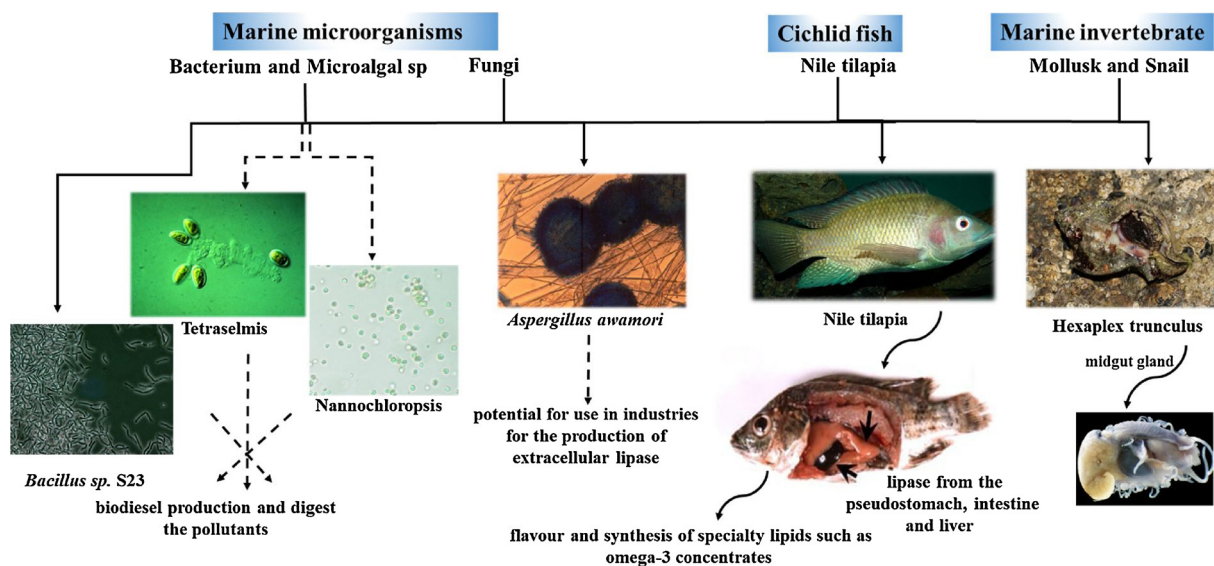 Marine microorganisms
Cichlid fish
Marine invertebrate
Bacterium and Microalgal sp
Fungi
Nile tilapia
Mollusk and Snail
Tetraselmis
Nannochloropsis
Bacillus sp. S23
biodiesel production and digest
the pollutants
Aspergillus awamori
potential for use in industries
for the production of
extracellular lipase
Nile tilapia
lipase from the
pseudostomach, intestine
and liver
flavour and synthesis of specialty lipids such as
omega-3 concentrates
Hexaplex trunculus
midgut gland